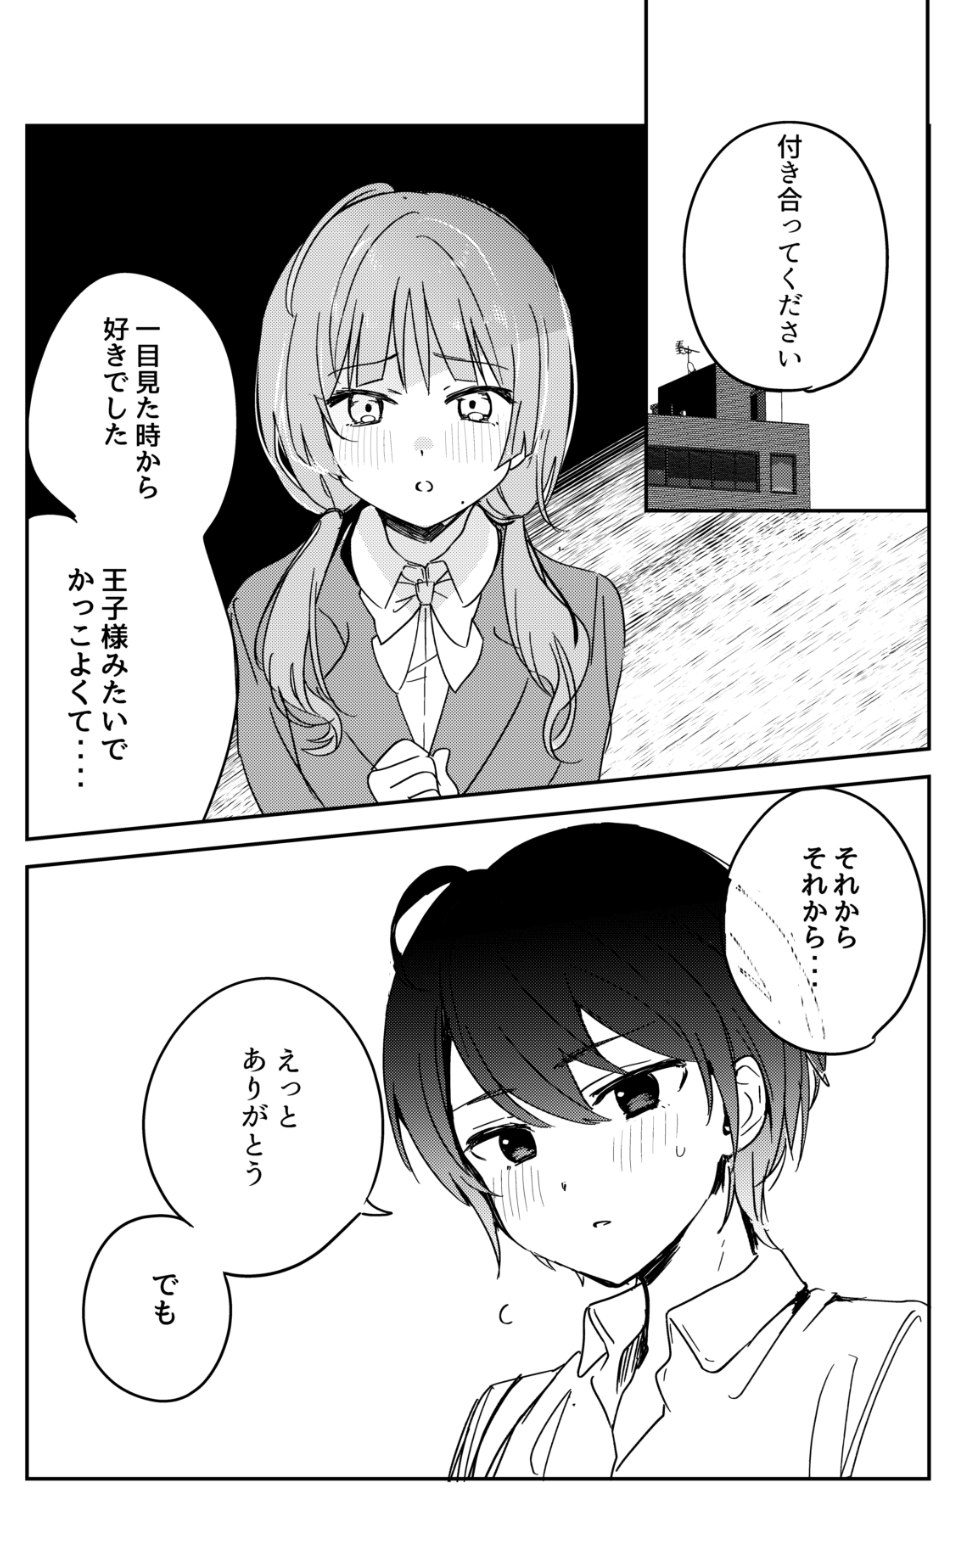 付き合ってください
一目見た時から
好きでした
王子様みたいで
かっこよくて....
それから
それから...
えっと
ありがとう
でも